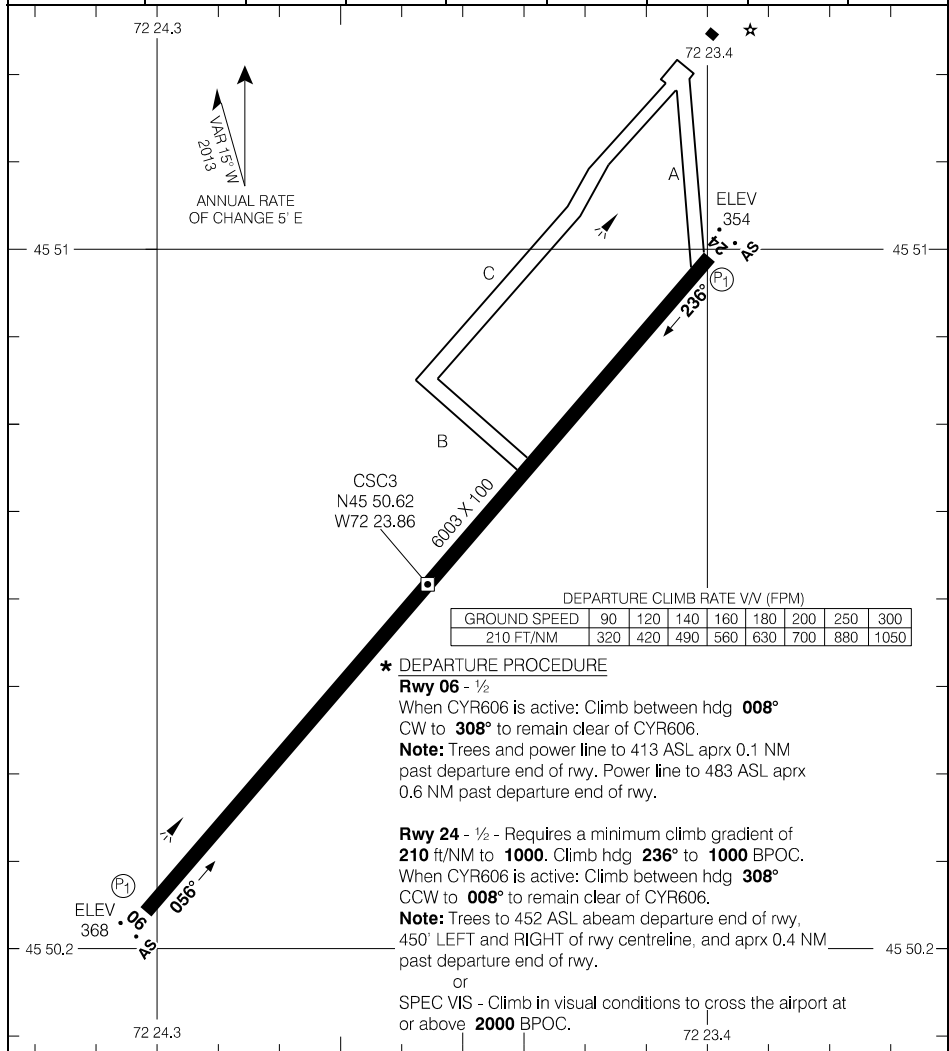 72 24.3
72 23.4
VAR 15° W
2013
ANNUAL RATE
OF CHANGE 5' E
A
ELEV
354
45 51
45 51
24
AS
P1
236°
C
B
CSC3
N45 50.62
W72 23.86
6003 X 100
DEPARTURE CLIMB RATE V/V (FPM)
GROUND SPEED 90 120 140 160 180 200 250 300
210 FT/NM 320 420 490 560 630 700 880 1050
* DEPARTURE PROCEDURE
Rwy 06 - ½
When CYR606 is active: Climb between hdg 008°
CW to 308° to remain clear of CYR606.
Note: Trees and power line to 413 ASL aprx 0.1 NM
past departure end of rwy. Power line to 483 ASL aprx
0.6 NM past departure end of rwy.
Rwy 24 - ½ - Requires a minimum climb gradient of
210 ft/NM to 1000. Climb hdg 236° to 1000 BPOC.
When CYR606 is active: Climb between hdg 308°
CCW to 008° to remain clear of CYR606.
Note: Trees to 452 ASL abeam departure end of rwy,
450' LEFT and RIGHT of rwy centreline, and aprx 0.4 NM
past departure end of rwy.
or
SPEC VIS - Climb in visual conditions to cross the airport at
or above 2000 BPOC.
P1
056°
ELEV
368
06
AS
45 50.2
45 50.2
72 24.3
72 23.4